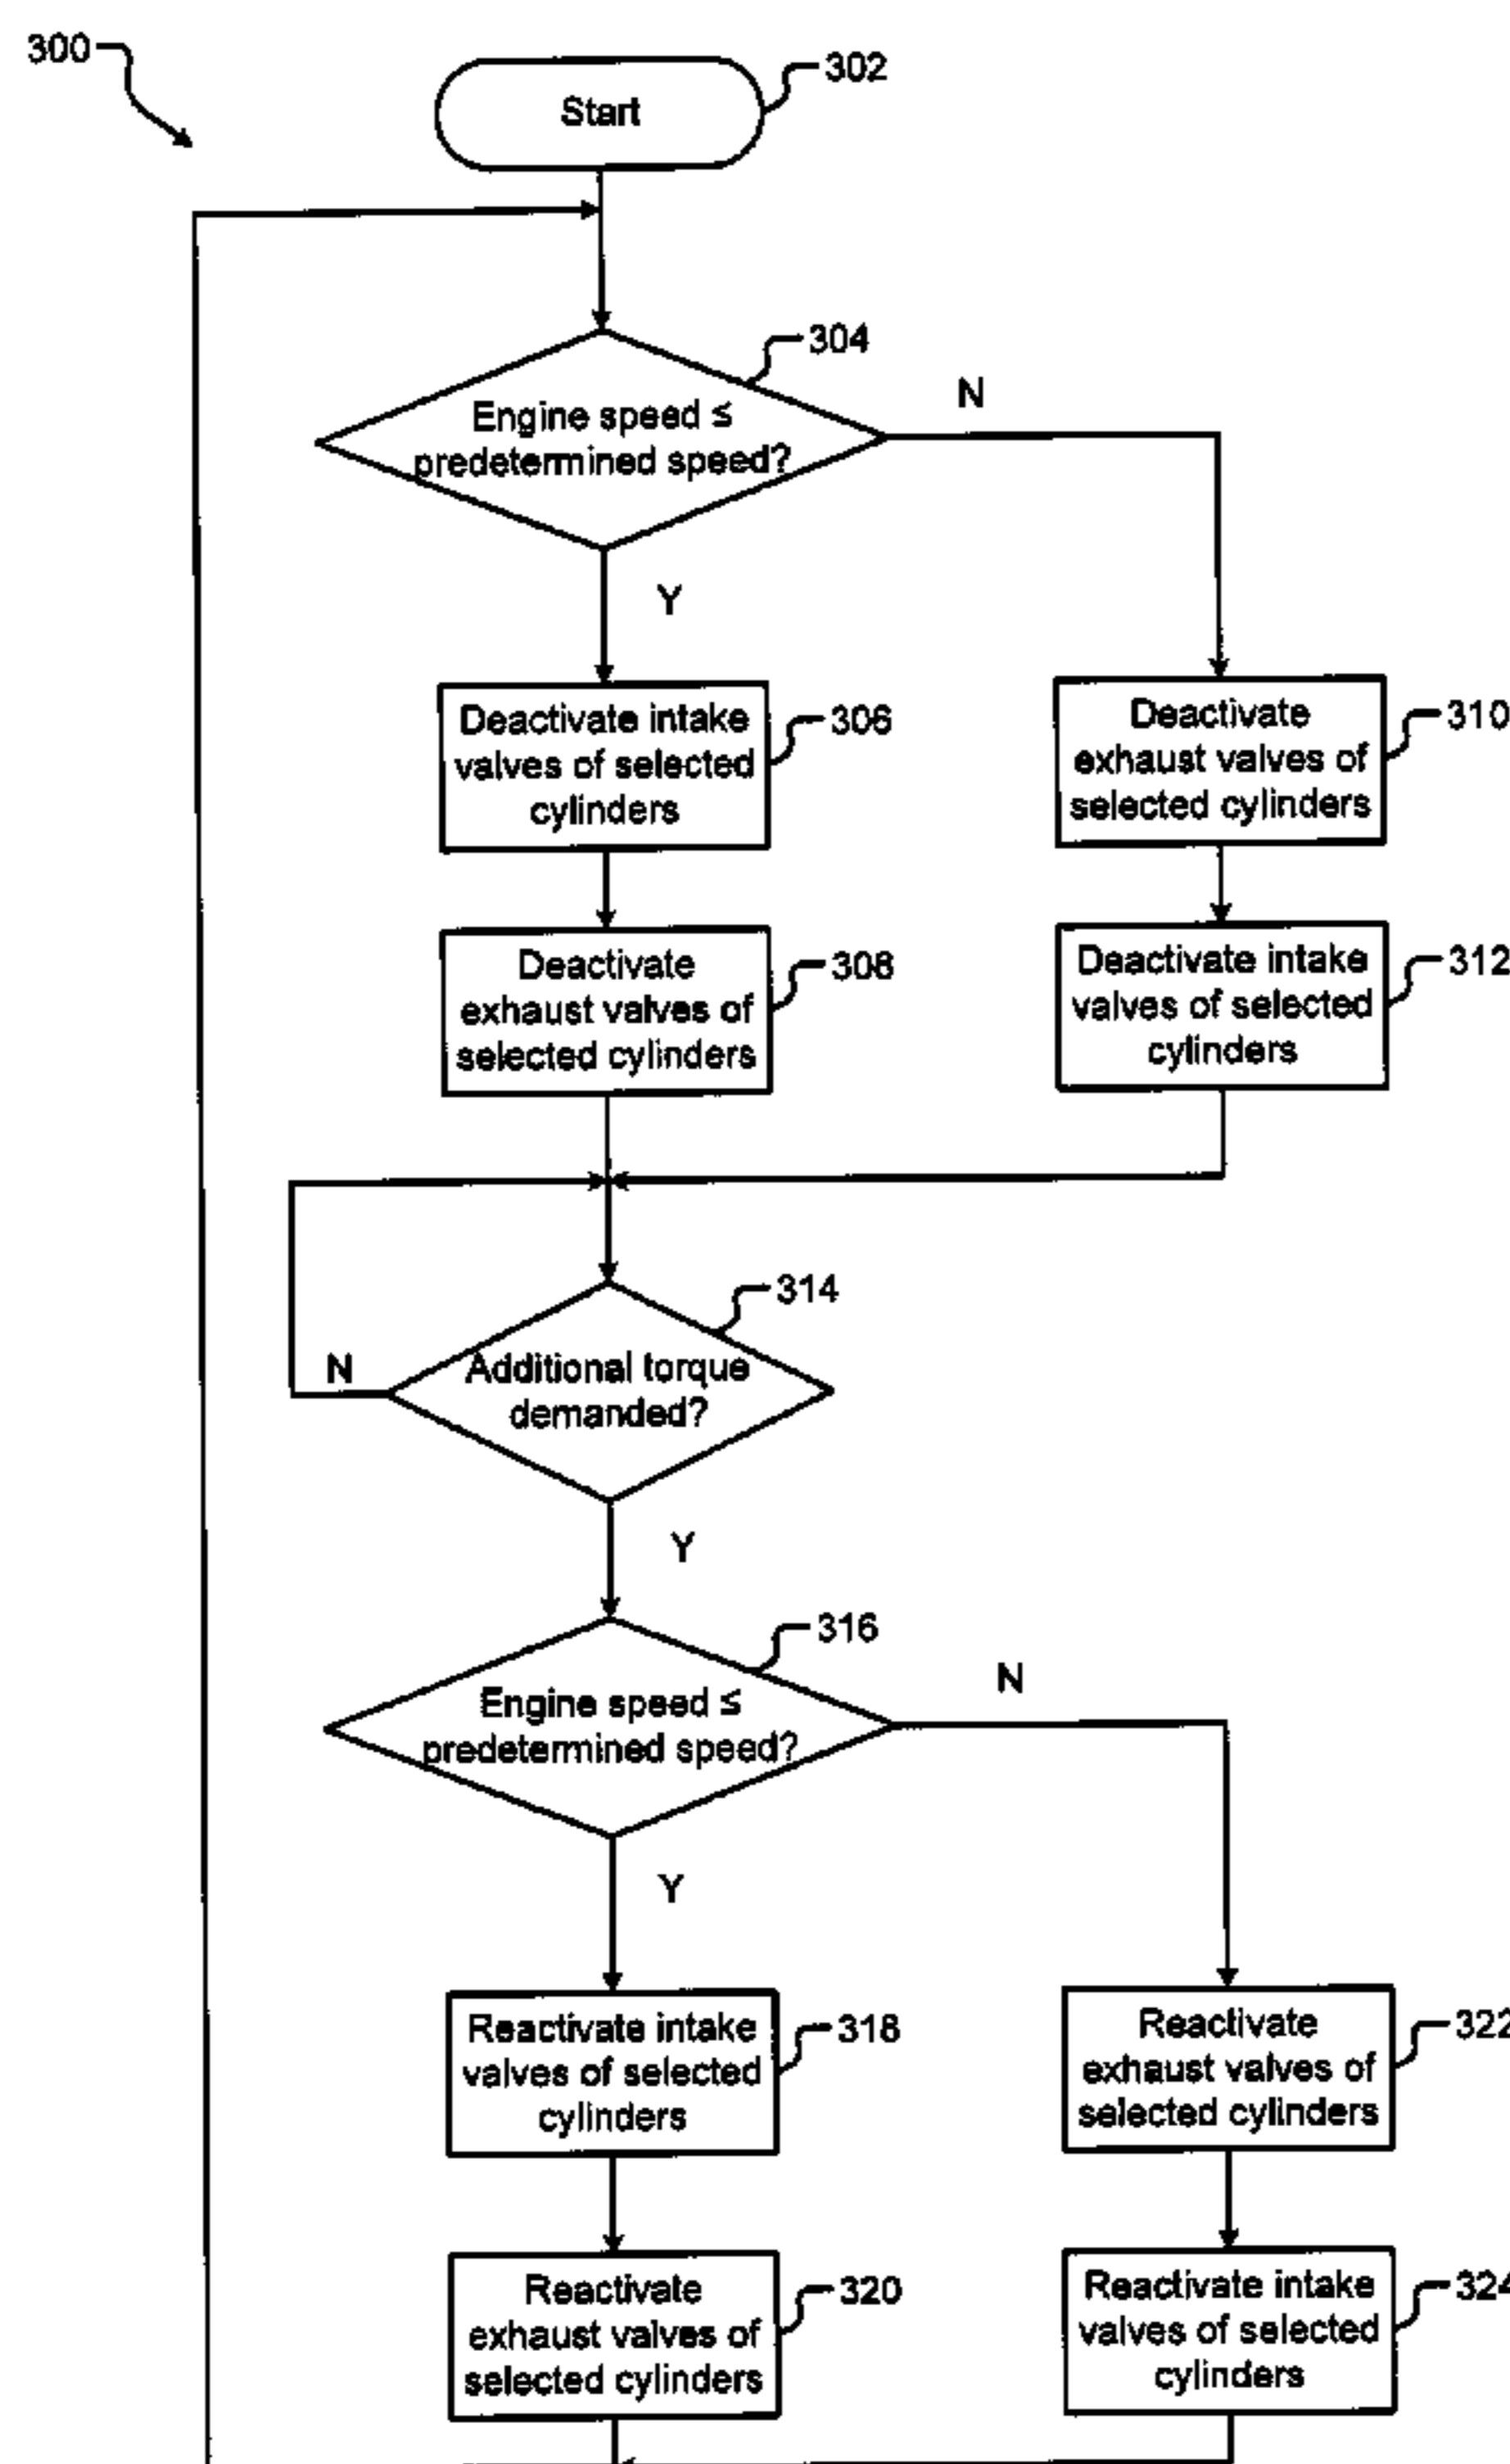 300
Start
302
304
Engine speed ≤
predetermined speed?
N
Y
Deactivate intake
valves of selected
cylinders
306
Deactivate
exhaust valves of
selected cylinders
310
Deactivate
exhaust valves of
selected cylinders
308
Deactivate intake
valves of selected
cylinders
312
314
Additional torque
demanded?
N
Y
316
Engine speed ≤
predetermined speed?
N
Y
Reactivate intake
valves of selected
cylinders
318
Reactivate
exhaust valves of
selected cylinders
322
Reactivate
exhaust valves of
selected cylinders
320
Reactivate intake
valves of selected
cylinders
324